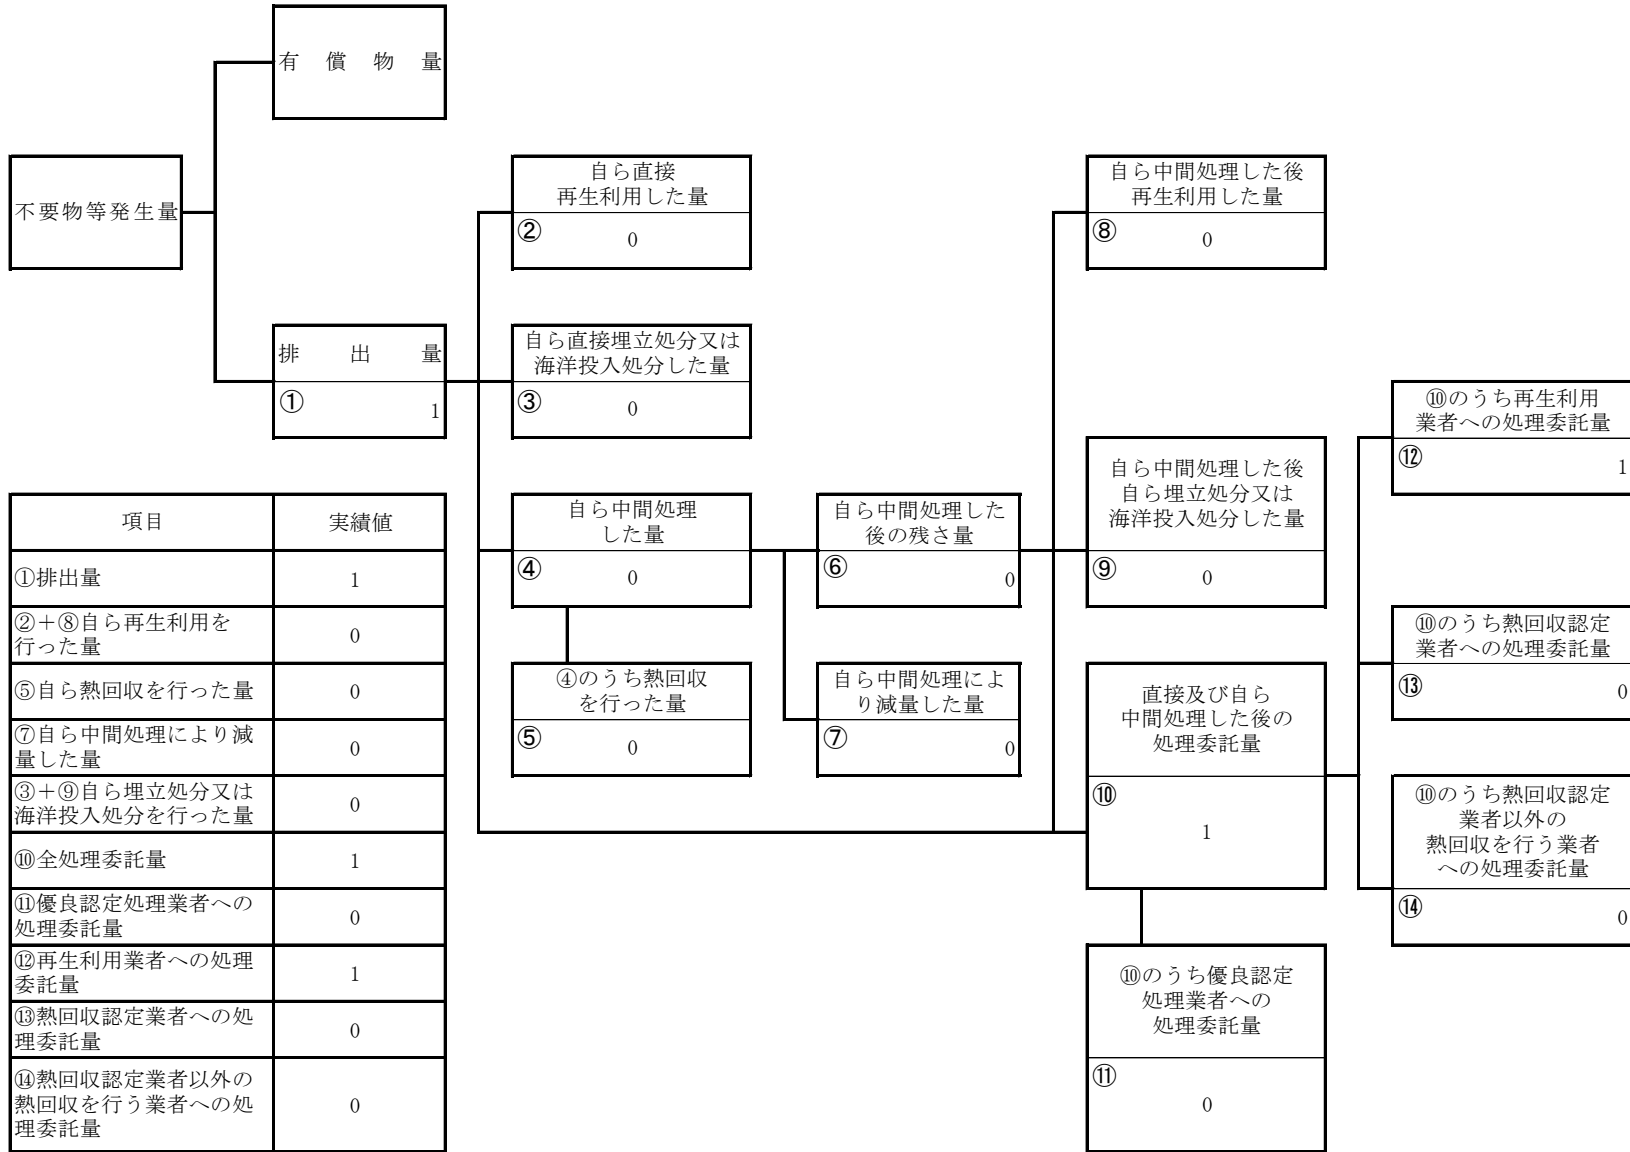 有償物量
不要物等発生量
排出量
①
1
自ら直接
再生利用した量
②
0
自ら直接埋立処分又は
海洋投入処分した量
③
0
自ら中間処理
した量
④
0
④のうち熱回収
を行った量
⑤
0
自ら中間処理した
後の残さ量
⑥
0
自ら中間処理によ
り減量した量
⑦
0
自ら中間処理した後
再生利用した量
⑧
0
自ら中間処理した後
自ら埋立処分又は
海洋投入処分した量
⑨
0
直接及び自ら
中間処理した後の
処理委託量
⑩
1
⑩のうち優良認定
処理業者への
処理委託量
⑪
0
⑩のうち再生利用
業者への処理委託量
⑫
1
⑩のうち熱回収認定
業者への処理委託量
⑬
0
⑩のうち熱回収認定
業者以外の
熱回収を行う業者
への処理委託量
⑭
0
項目 実績値
①排出量 1
②＋⑧自ら再生利用を
行った量 0
⑤自ら熱回収を行った量 0
⑦自ら中間処理により減
量した量 0
③＋⑨自ら埋立処分又は
海洋投入処分を行った量 0
⑩全処理委託量 1
⑪優良認定処理業者への
処理委託量 0
⑫再生利用業者への処理
委託量 1
⑬熱回収認定業者への処
理委託量 0
⑭熱回収認定業者以外の
熱回収を行う業者への処
理委託量 0